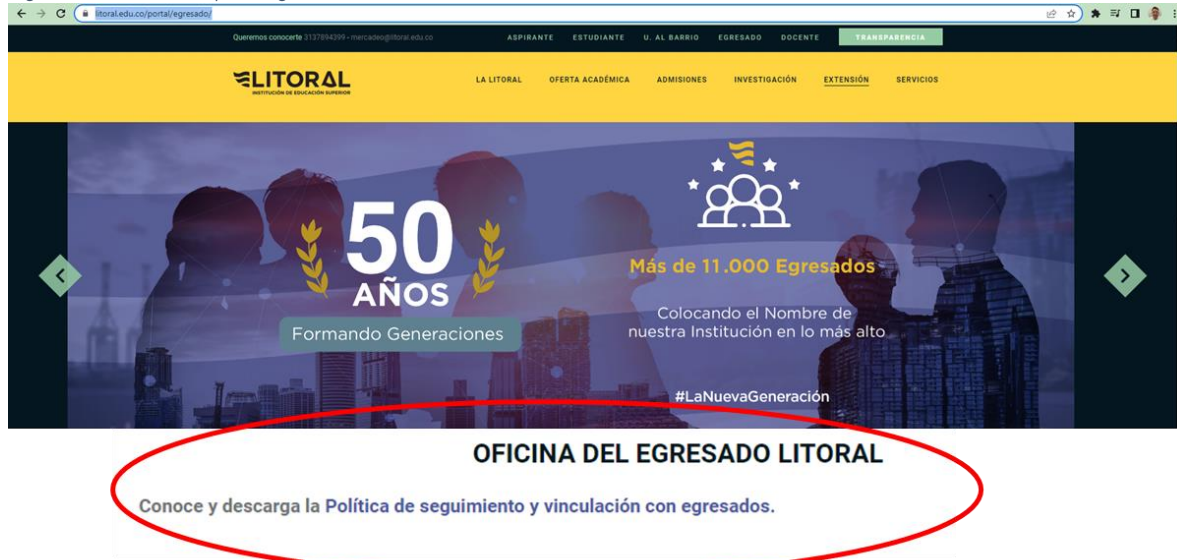 litoral.edu.co/portal/egresado/
Queremos conocerte 3137894399 - mercadeo@litoral.edu.co ASPIRANTE ESTUDIANTE U. AL BARRIO EGRESADO DOCENTE TRANSPARENCIA
LITORAL
INSTITUCIÓN DE EDUCACIÓN SUPERIOR
LA LITORAL OFERTA ACADÉMICA ADMISIONES INVESTIGACIÓN EXTENSIÓN SERVICIOS
50
AÑOS
Formando Generaciones
Más de 11.000 Egresados
Colocando el Nombre de
nuestra Institución en lo más alto
#LaNuevaGeneración
OFICINA DEL EGRESADO LITORAL
Conoce y descarga la Política de seguimiento y vinculación con egresados.